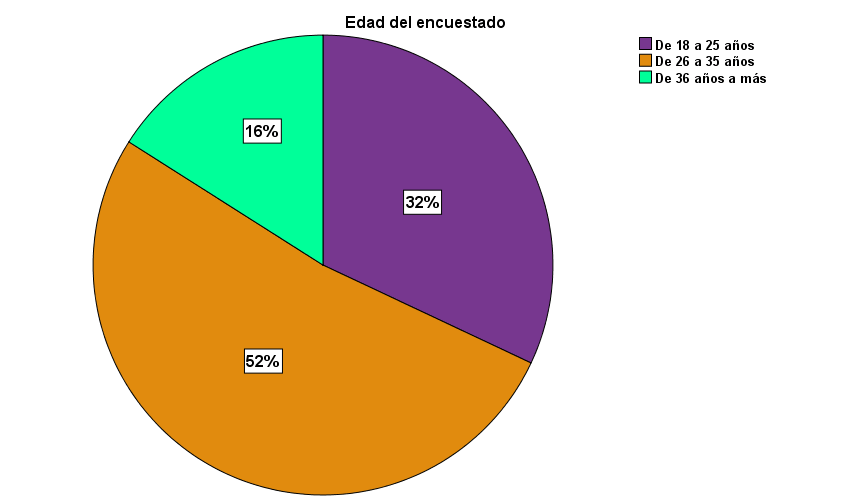 Edad del encuestado
De 18 a 25 años
De 26 a 35 años
De 36 años a más
16%
32%
52%